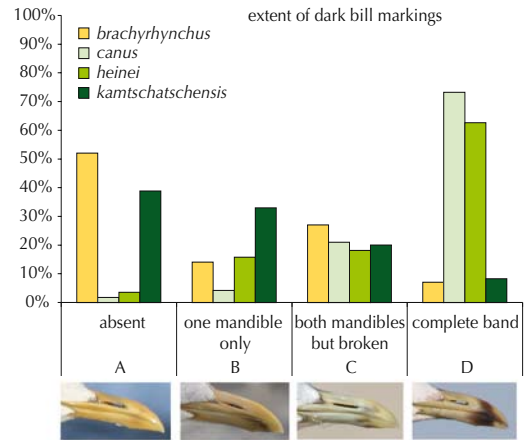 extent of dark bill markings
100%
90%
80%
70%
60%
50%
40%
30%
20%
10%
0%
brachyrhynchus
canus
heinei
kamtschatschensis
absent
one mandible
only
both mandibles
but broken
complete band
A
B
C
D